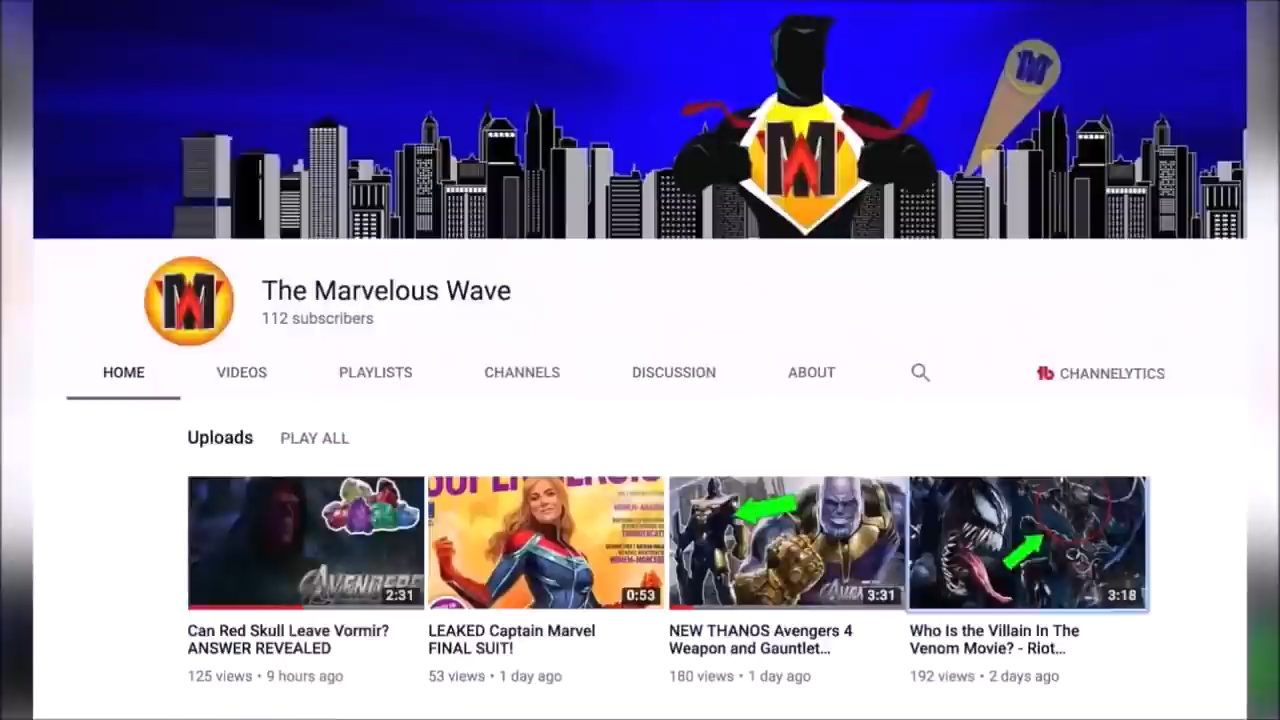 The Marvelous Wave
112 subscribers
HOME VIDEOS PLAYLISTS CHANNELS DISCUSSION ABOUT CHANNELYTICS
Uploads PLAY ALL
AVENGERS
2:31
0:53
3:31
3:18
Can Red Skull Leave Vormir?
ANSWER REVEALED
125 views • 9 hours ago
LEAKED Captain Marvel
FINAL SUIT!
53 views • 1 day ago
NEW THANOS Avengers 4
Weapon and Gauntlet...
180 views • 1 day ago
Who Is the Villain In The
Venom Movie? - Riot...
192 views • 2 days ago